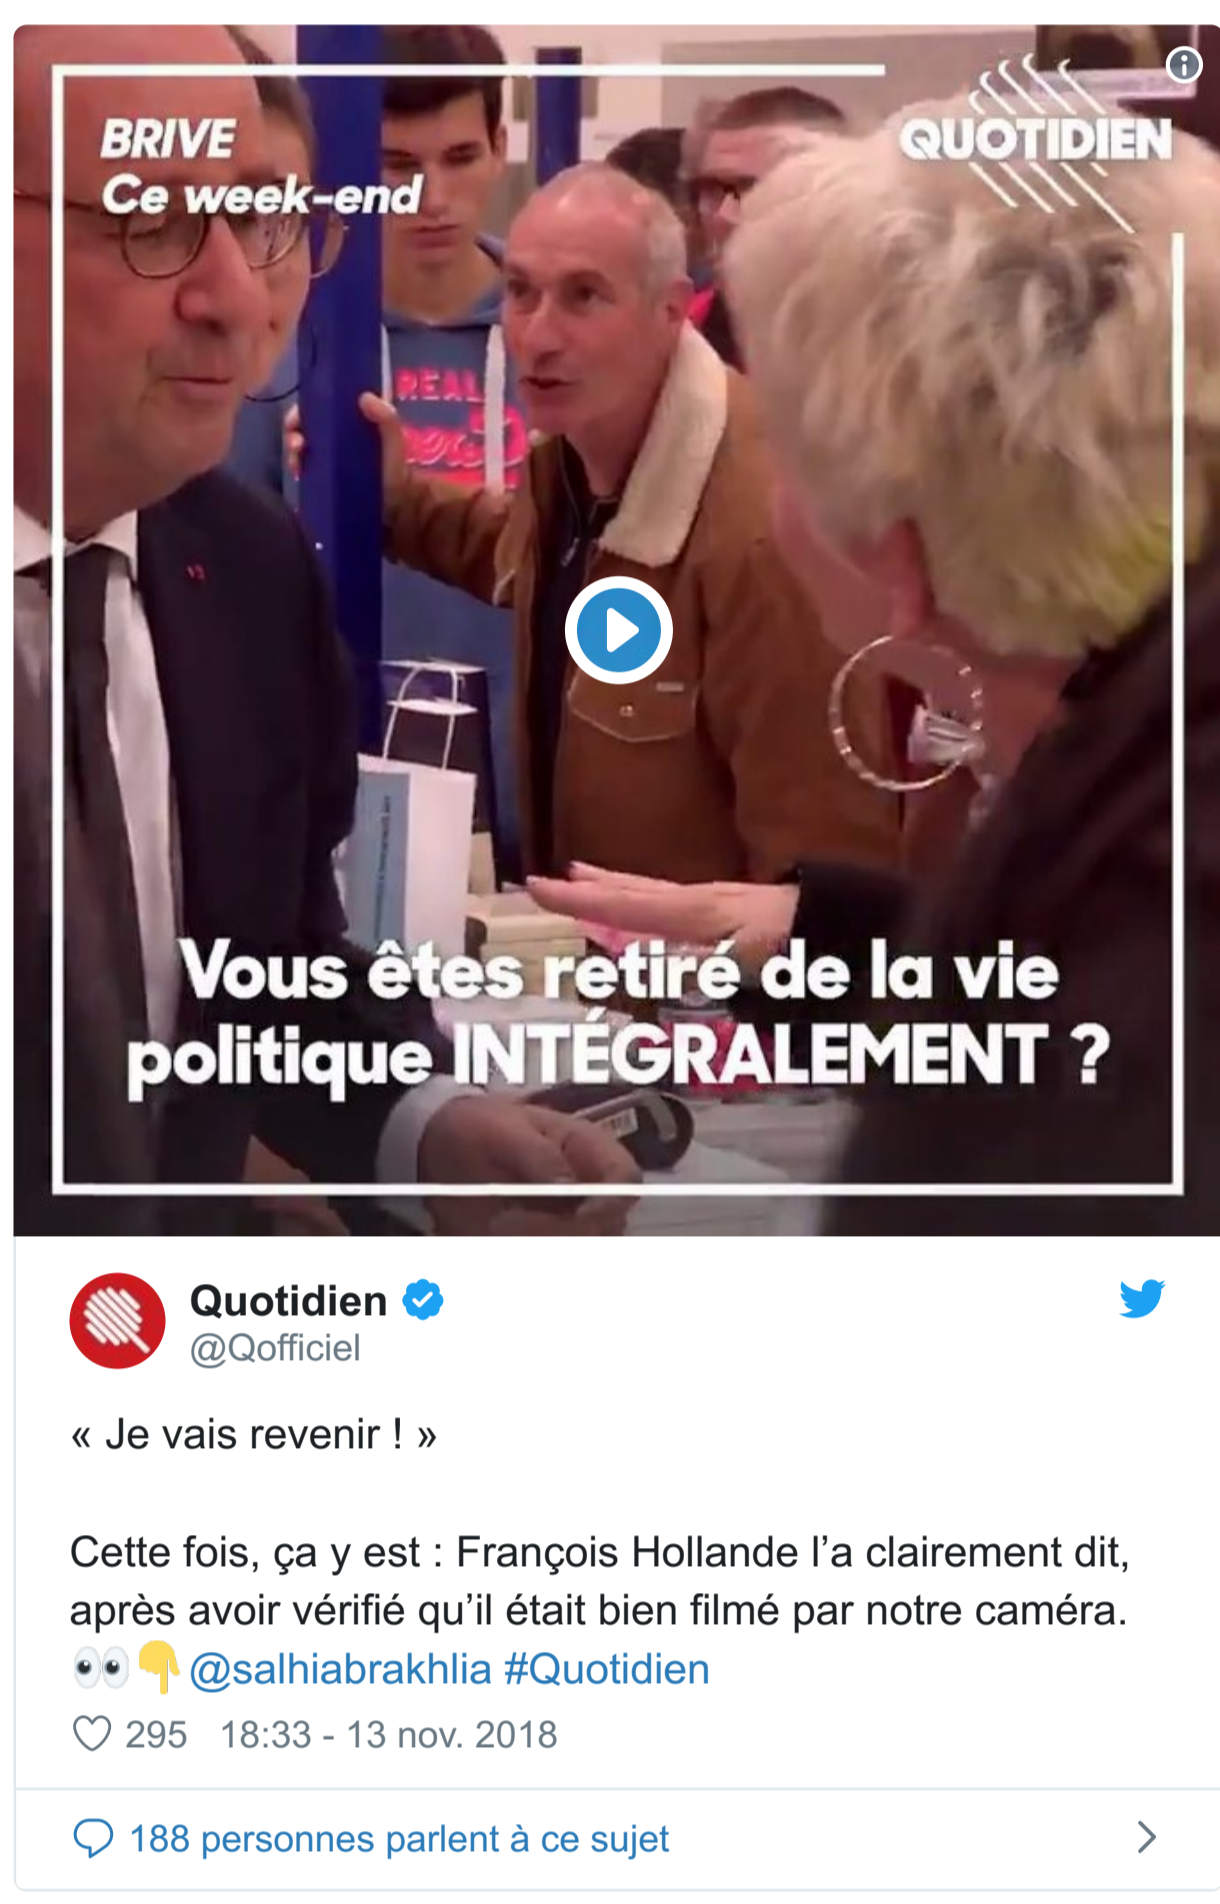 BRIVE
Ce week-end
QUOTIDIEN
REAL
Vous êtes retiré de la vie
politique INTÉGRALEMENT ?
Quotidien
@Qofficiel
« Je vais revenir ! »
Cette fois, ça y est : François Hollande l’a clairement dit,
après avoir vérifié qu’il était bien filmé par notre caméra.
👀👇@salhiabrakhlia #Quotidien
295 18:33 - 13 nov. 2018
188 personnes parlent à ce sujet